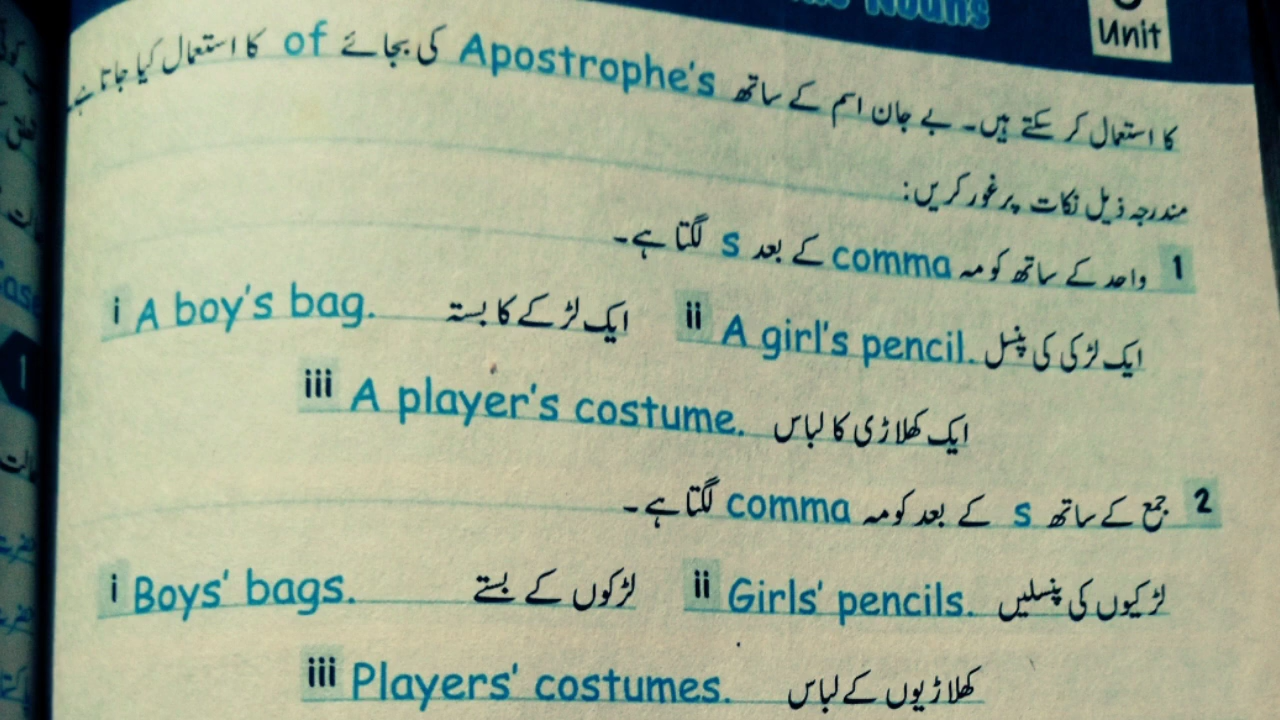 Nouns
Unit
کا استعمال کر سکتے ہیں۔ بے جان اسم کے ساتھ Apostrophe's کی بجائے of کا استعمال کیا جاتا ہے۔
مندرجہ ذیل نکات پر غور کریں:
1 واحد کے ساتھ کومہ comma کے بعد s لگتا ہے۔
i A boy's bag. ایک لڑکے کا بستہ ii A girl's pencil. ایک لڑکی کی پنسل
iii A player's costume. ایک کھلاڑی کا لباس
2 جمع کے ساتھ s کے بعد کومہ comma لگتا ہے۔
i Boys' bags. لڑکوں کے بستے ii Girls' pencils. لڑکیوں کی پنسلیں
iii Players' costumes. کھلاڑیوں کے لباس